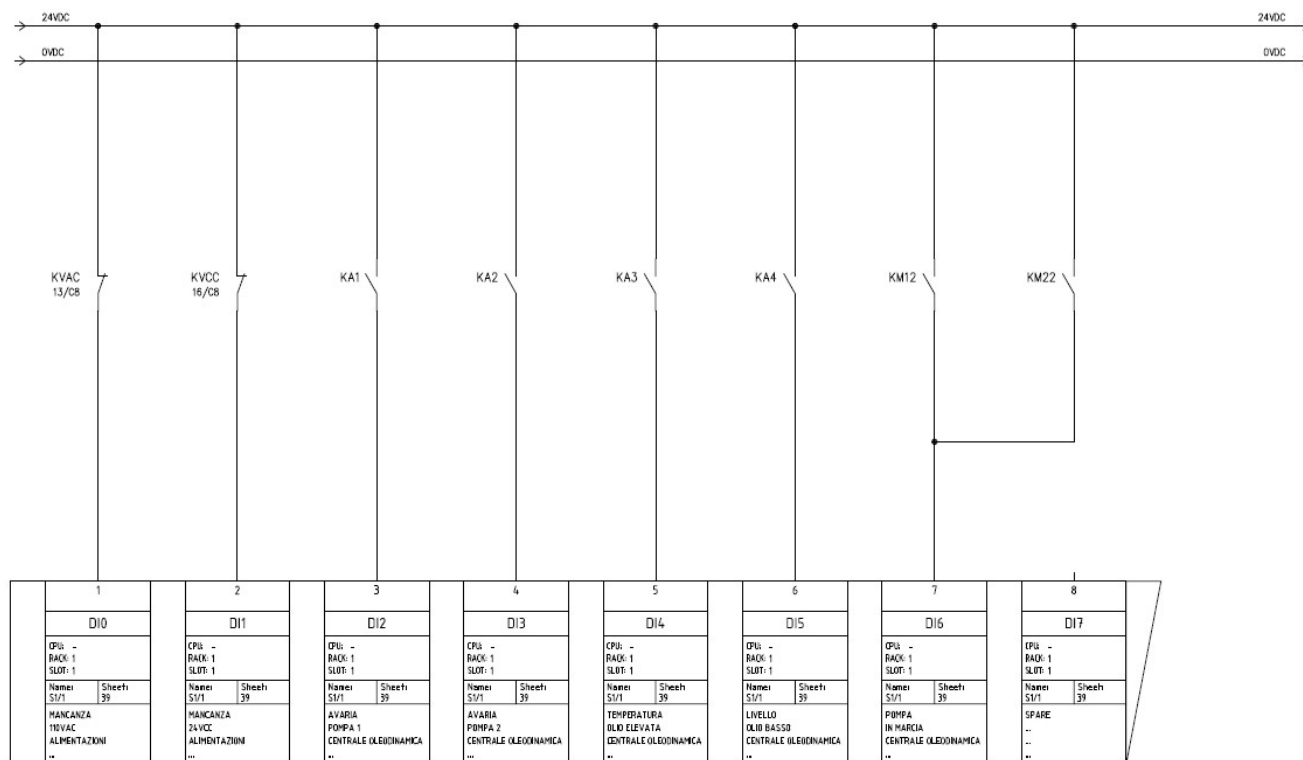 24VDC 24VDC
0VDC 0VDC
KVAC KVCC KA1 KA2 KA3 KA4 KM12 KM22
13/C8 16/C8
1 2 3 4 5 6 7 8
DI0 DI1 DI2 DI3 DI4 DI5 DI6 DI7
CPU: - CPU: - CPU: - CPU: - CPU: - CPU: - CPU: - CPU: -
RACK: 1 RACK: 1 RACK: 1 RACK: 1 RACK: 1 RACK: 1 RACK: 1 RACK: 1
SLOT: 1 SLOT: 1 SLOT: 1 SLOT: 1 SLOT: 1 SLOT: 1 SLOT: 1 SLOT: 1
Name: Sheet: Name: Sheet: Name: Sheet: Name: Sheet: Name: Sheet: Name: Sheet: Name: Sheet: Name: Sheet:
S1/1 39 S1/1 39 S1/1 39 S1/1 39 S1/1 39 S1/1 39 S1/1 39 S1/1 39
MANCANZA MANCANZA AVARIA AVARIA TEMPERATURA LIVELLO POMPA SPARE
110VAC 24VCC POMPA 1 POMPA 2 OLIO ELEVATA OLIO BASSO IN MARCIA ..
ALIMENTAZIONI ALIMENTAZIONI CENTRALE OLEODINAMICA CENTRALE OLEODINAMICA CENTRALE OLEODINAMICA CENTRALE OLEODINAMICA CENTRALE OLEODINAMICA ..
.. .. .. .. .. .. .. ..